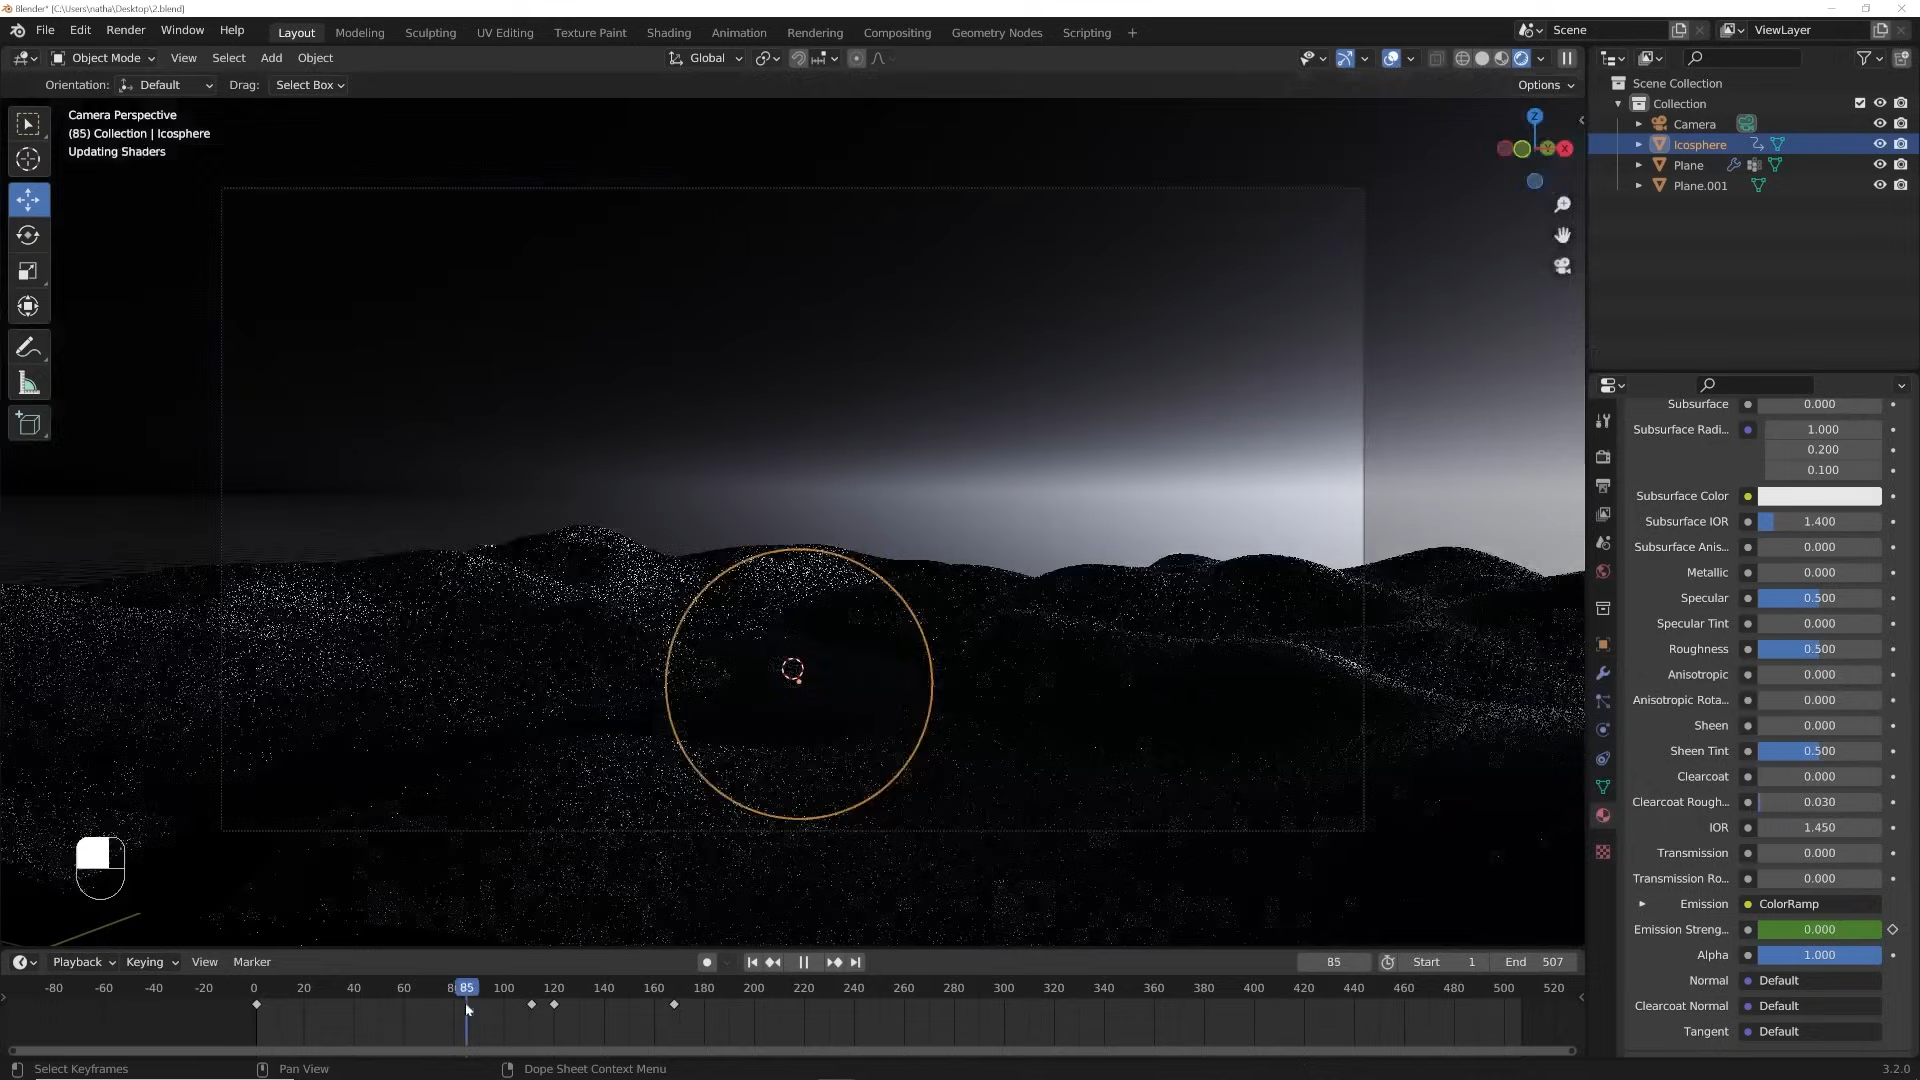 Blender* [C:\Users\natha\Desktop\2.blend]
File Edit Render Window Help Layout Modeling Sculpting UV Editing Texture Paint Shading Animation Rendering Compositing Geometry Nodes Scripting + Scene ViewLayer
Object Mode View Select Add Object Global
Orientation: Default Drag: Select Box Options
Camera Perspective
(85) Collection | Icosphere
Updating Shaders
Z
X
Scene Collection
Collection
Camera
Icosphere
Plane
Plane.001
Subsurface 0.000
Subsurface Radi... 1.000
0.200
0.100
Subsurface Color
Subsurface IOR 1.400
Subsurface Anis... 0.000
Metallic 0.000
Specular 0.500
Specular Tint 0.000
Roughness 0.500
Anisotropic 0.000
Anisotropic Rota... 0.000
Sheen 0.000
Sheen Tint 0.500
Clearcoat 0.000
Clearcoat Rough... 0.030
IOR 1.450
Transmission 0.000
Transmission Ro... 0.000
Emission ColorRamp
Emission Streng... 0.000
Alpha 1.000
Normal Default
Clearcoat Normal Default
Tangent Default
Playback Keying View Marker 85 Start 1 End 507
-80 -60 -40 -20 0 20 40 60 85 100 120 140 160 180 200 220 240 260 280 300 320 340 360 380 400 420 440 460 480 500 520
Select Keyframes Pan View Dope Sheet Context Menu 3.2.0